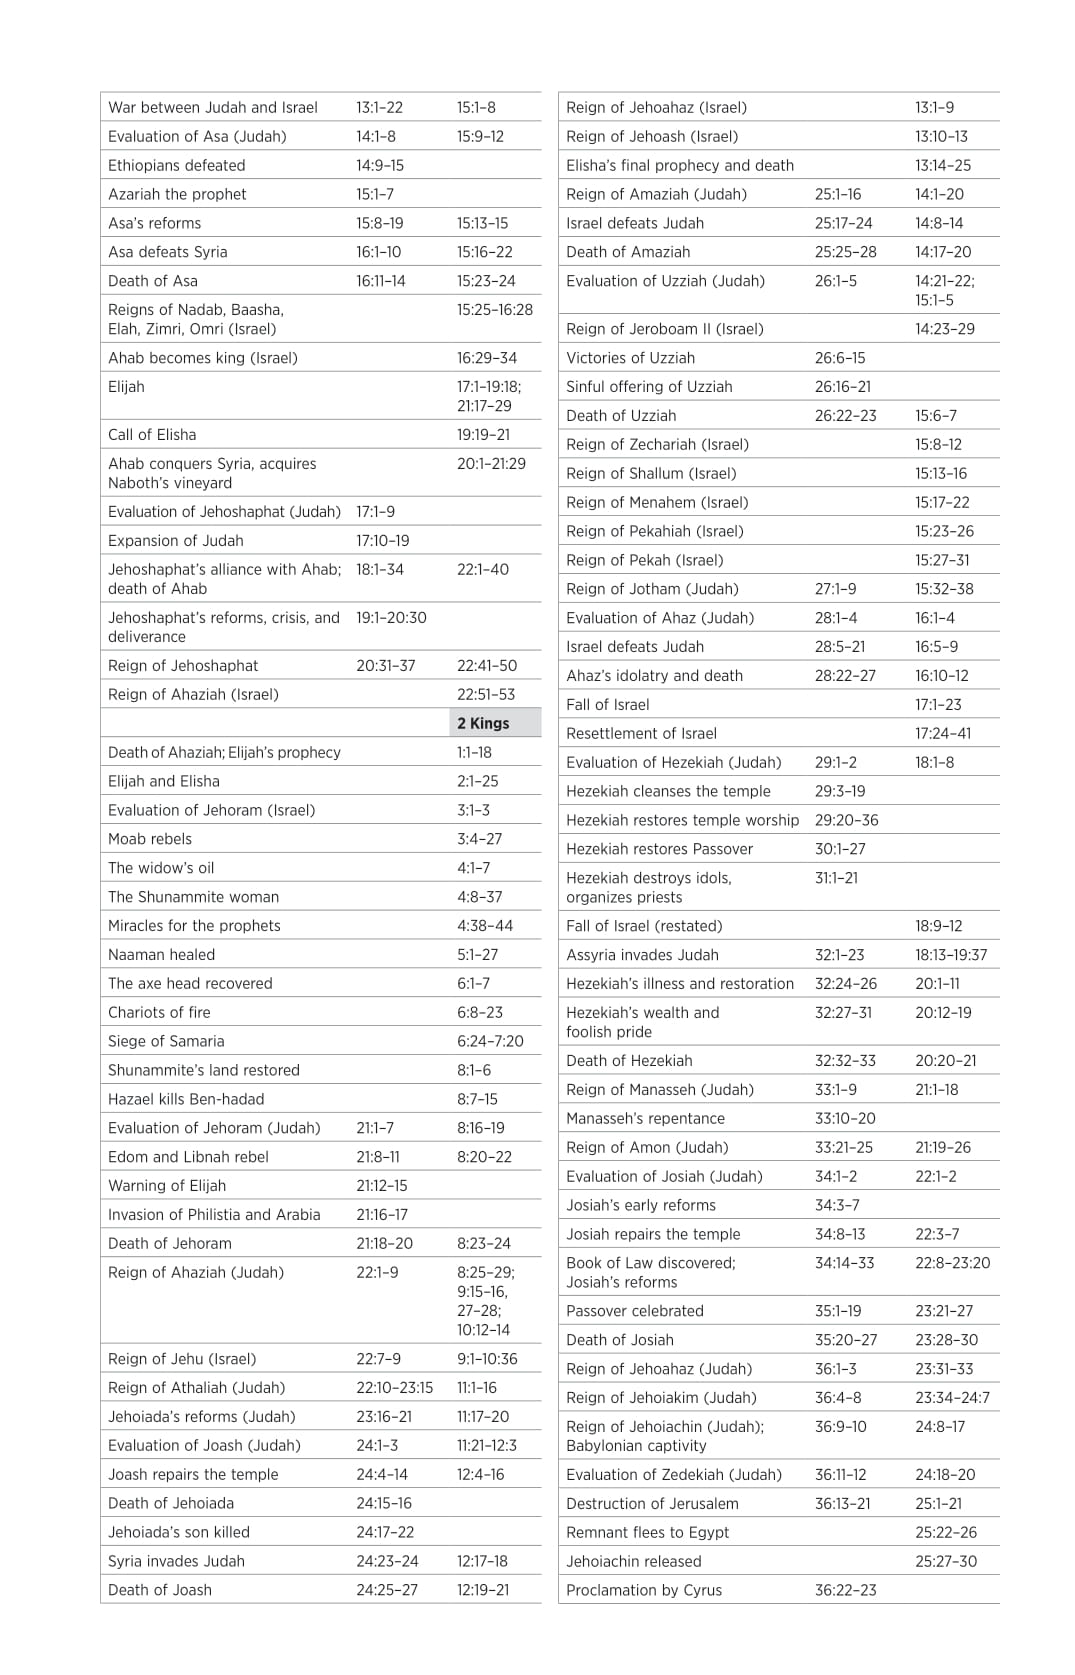 War between Judah and Israel 13:1–22 15:1–8
Evaluation of Asa (Judah) 14:1–8 15:9–12
Ethiopians defeated 14:9–15
Azariah the prophet 15:1–7
Asa’s reforms 15:8–19 15:13–15
Asa defeats Syria 16:1–10 15:16–22
Death of Asa 16:11–14 15:23–24
Reigns of Nadab, Baasha, 15:25–16:28
Elah, Zimri, Omri (Israel)
Ahab becomes king (Israel) 16:29–34
Elijah 17:1–19:18;
21:17–29
Call of Elisha 19:19–21
Ahab conquers Syria, acquires 20:1–21:29
Naboth’s vineyard
Evaluation of Jehoshaphat (Judah) 17:1–9
Expansion of Judah 17:10–19
Jehoshaphat’s alliance with Ahab; 18:1–34 22:1–40
death of Ahab
Jehoshaphat’s reforms, crisis, and 19:1–20:30
deliverance
Reign of Jehoshaphat 20:31–37 22:41–50
Reign of Ahaziah (Israel) 22:51–53
2 Kings
Death of Ahaziah; Elijah’s prophecy 1:1–18
Elijah and Elisha 2:1–25
Evaluation of Jehoram (Israel) 3:1–3
Moab rebels 3:4–27
The widow’s oil 4:1–7
The Shunammite woman 4:8–37
Miracles for the prophets 4:38–44
Naaman healed 5:1–27
The axe head recovered 6:1–7
Chariots of fire 6:8–23
Siege of Samaria 6:24–7:20
Shunammite’s land restored 8:1–6
Hazael kills Ben-hadad 8:7–15
Evaluation of Jehoram (Judah) 21:1–7 8:16–19
Edom and Libnah rebel 21:8–11 8:20–22
Warning of Elijah 21:12–15
Invasion of Philistia and Arabia 21:16–17
Death of Jehoram 21:18–20 8:23–24
Reign of Ahaziah (Judah) 22:1–9 8:25–29;
9:15–16,
27–28;
10:12–14
Reign of Jehu (Israel) 22:7–9 9:1–10:36
Reign of Athaliah (Judah) 22:10–23:15 11:1–16
Jehoiada’s reforms (Judah) 23:16–21 11:17–20
Evaluation of Joash (Judah) 24:1–3 11:21–12:3
Joash repairs the temple 24:4–14 12:4–16
Death of Jehoiada 24:15–16
Jehoiada’s son killed 24:17–22
Syria invades Judah 24:23–24 12:17–18
Death of Joash 24:25–27 12:19–21
Reign of Jehoahaz (Israel) 13:1–9
Reign of Jehoash (Israel) 13:10–13
Elisha’s final prophecy and death 13:14–25
Reign of Amaziah (Judah) 25:1–16 14:1–20
Israel defeats Judah 25:17–24 14:8–14
Death of Amaziah 25:25–28 14:17–20
Evaluation of Uzziah (Judah) 26:1–5 14:21–22;
15:1–5
Reign of Jeroboam II (Israel) 14:23–29
Victories of Uzziah 26:6–15
Sinful offering of Uzziah 26:16–21
Death of Uzziah 26:22–23 15:6–7
Reign of Zechariah (Israel) 15:8–12
Reign of Shallum (Israel) 15:13–16
Reign of Menahem (Israel) 15:17–22
Reign of Pekahiah (Israel) 15:23–26
Reign of Pekah (Israel) 15:27–31
Reign of Jotham (Judah) 27:1–9 15:32–38
Evaluation of Ahaz (Judah) 28:1–4 16:1–4
Israel defeats Judah 28:5–21 16:5–9
Ahaz’s idolatry and death 28:22–27 16:10–12
Fall of Israel 17:1–23
Resettlement of Israel 17:24–41
Evaluation of Hezekiah (Judah) 29:1–2 18:1–8
Hezekiah cleanses the temple 29:3–19
Hezekiah restores temple worship 29:20–36
Hezekiah restores Passover 30:1–27
Hezekiah destroys idols, 31:1–21
organizes priests
Fall of Israel (restated) 18:9–12
Assyria invades Judah 32:1–23 18:13–19:37
Hezekiah’s illness and restoration 32:24–26 20:1–11
Hezekiah’s wealth and 32:27–31 20:12–19
foolish pride
Death of Hezekiah 32:32–33 20:20–21
Reign of Manasseh (Judah) 33:1–9 21:1–18
Manasseh’s repentance 33:10–20
Reign of Amon (Judah) 33:21–25 21:19–26
Evaluation of Josiah (Judah) 34:1–2 22:1–2
Josiah’s early reforms 34:3–7
Josiah repairs the temple 34:8–13 22:3–7
Book of Law discovered; 34:14–33 22:8–23:20
Josiah’s reforms
Passover celebrated 35:1–19 23:21–27
Death of Josiah 35:20–27 23:28–30
Reign of Jehoahaz (Judah) 36:1–3 23:31–33
Reign of Jehoiakim (Judah) 36:4–8 23:34–24:7
Reign of Jehoiachin (Judah); 36:9–10 24:8–17
Babylonian captivity
Evaluation of Zedekiah (Judah) 36:11–12 24:18–20
Destruction of Jerusalem 36:13–21 25:1–21
Remnant flees to Egypt 25:22–26
Jehoiachin released 25:27–30
Proclamation by Cyrus 36:22–23